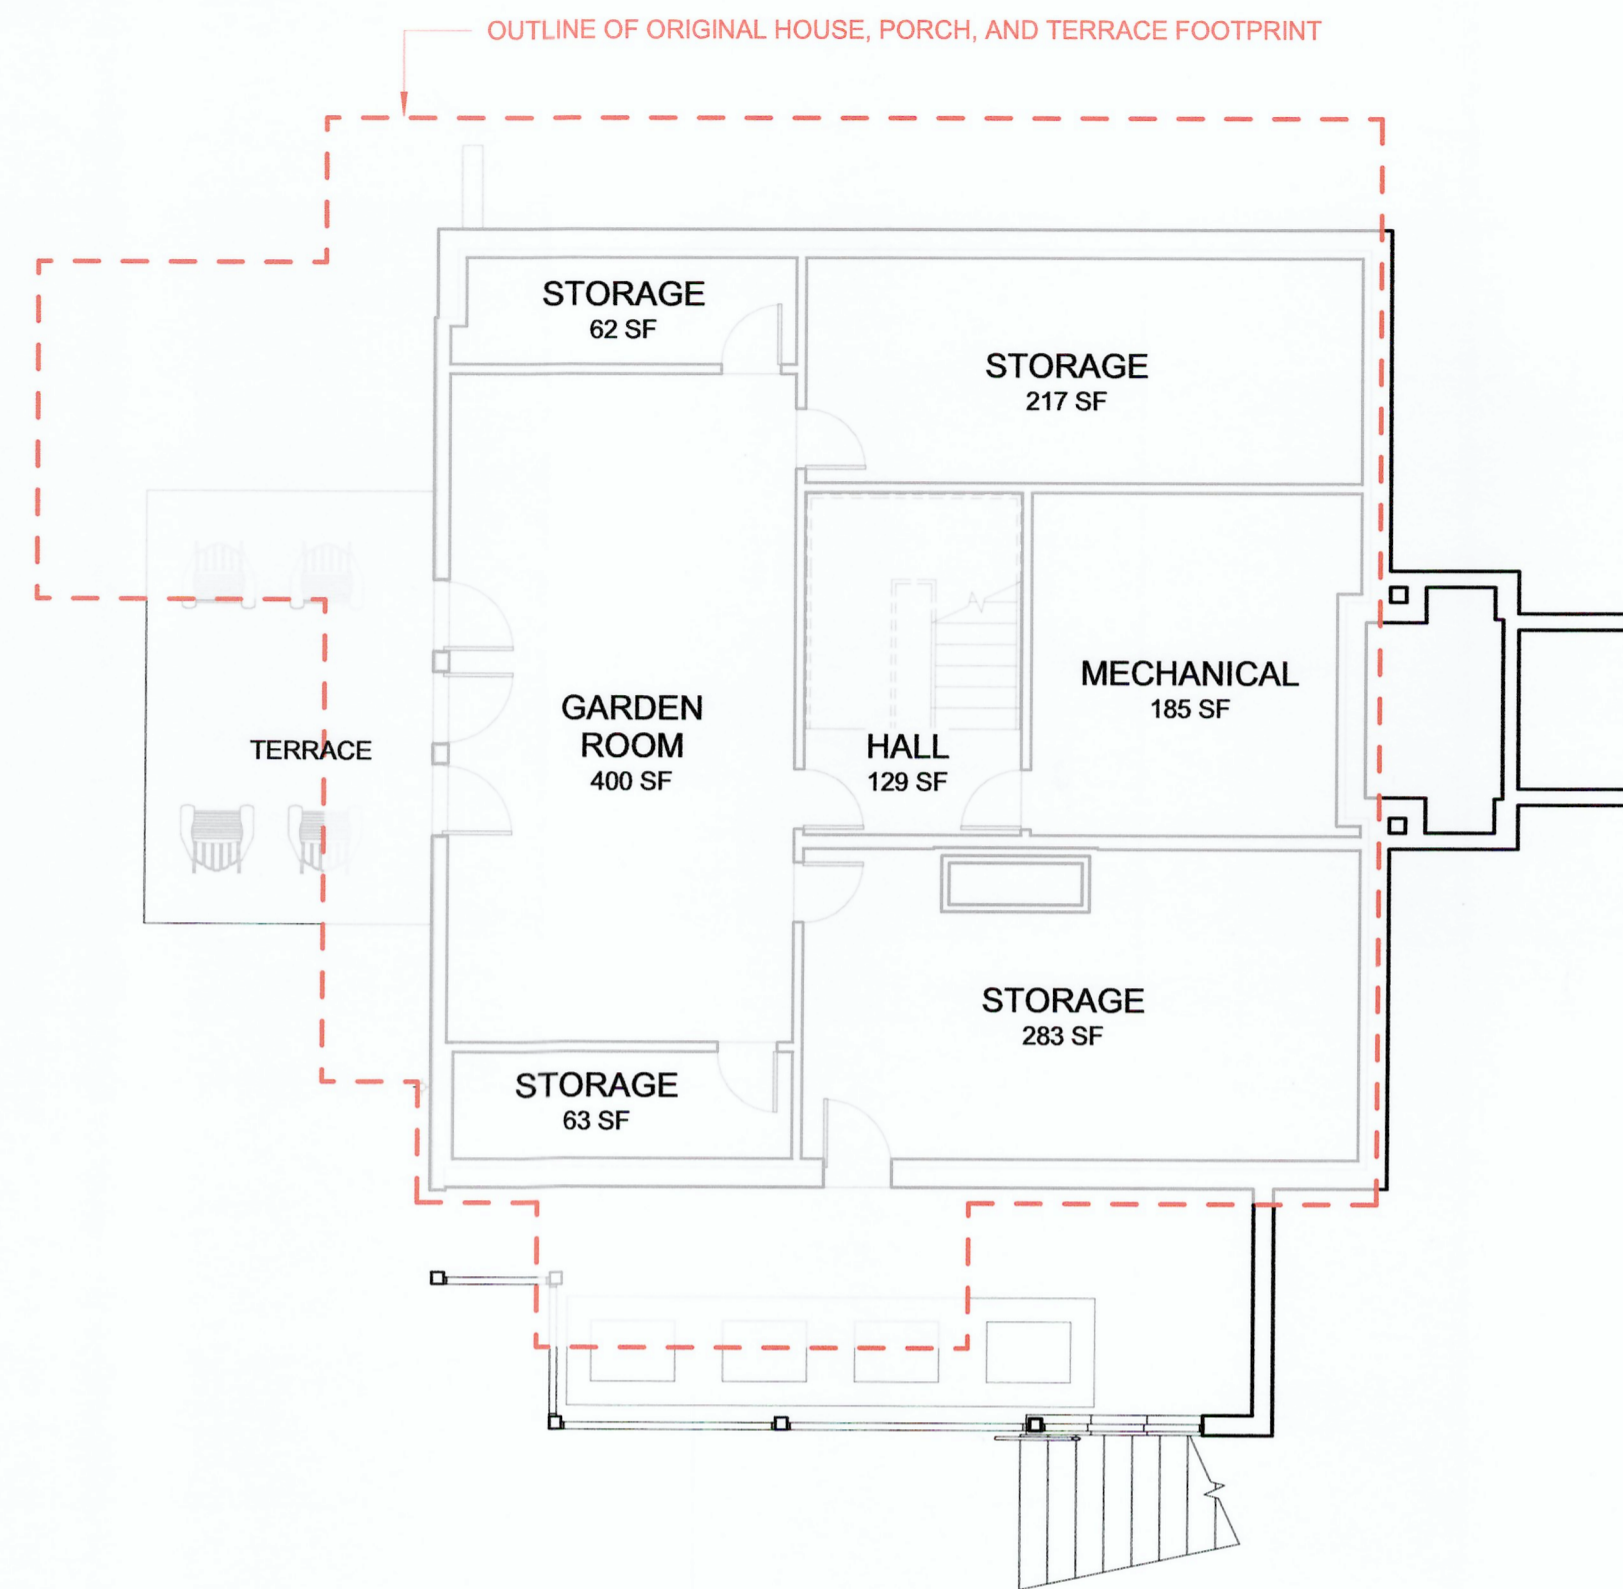 OUTLINE OF ORIGINAL HOUSE, PORCH, AND TERRACE FOOTPRINT
STORAGE
62 SF
STORAGE
217 SF
GARDEN
ROOM
400 SF
TERRACE
HALL
129 SF
MECHANICAL
185 SF
STORAGE
283 SF
STORAGE
63 SF